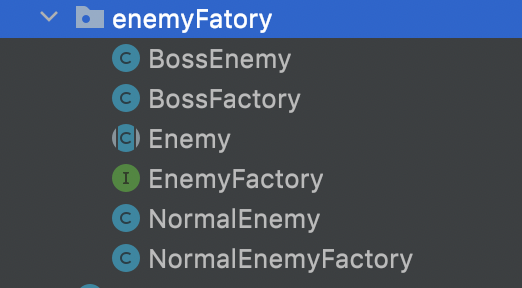 enemyFatory
C BossEnemy
C BossFactory
C Enemy
I EnemyFactory
C NormalEnemy
C NormalEnemyFactory